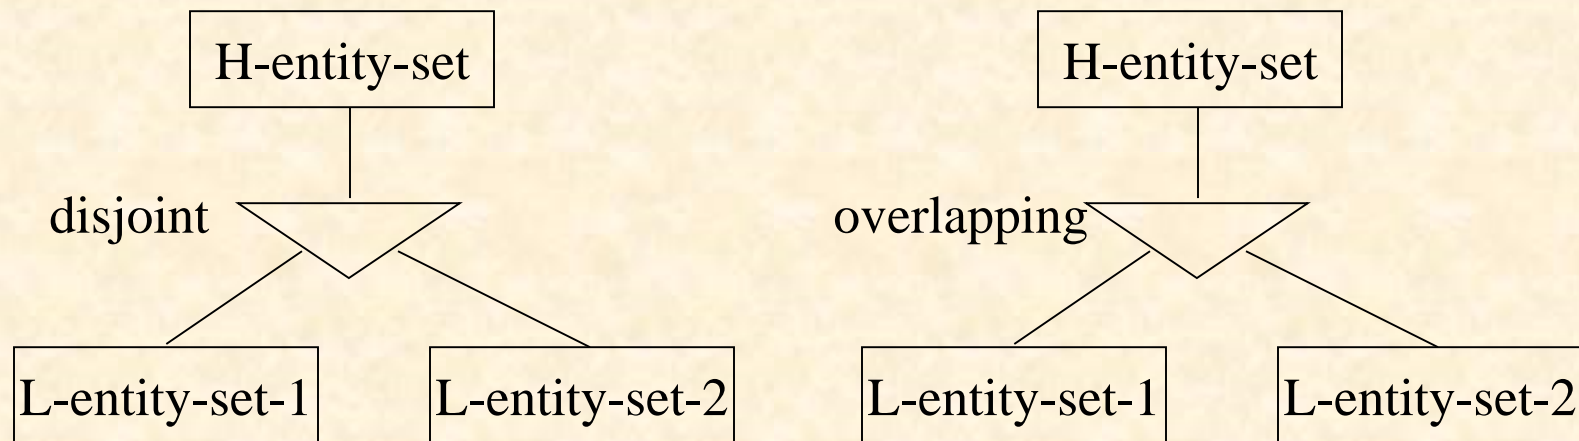 H-entity-set
H-entity-set
disjoint
overlapping
L-entity-set-1
L-entity-set-2
L-entity-set-1
L-entity-set-2